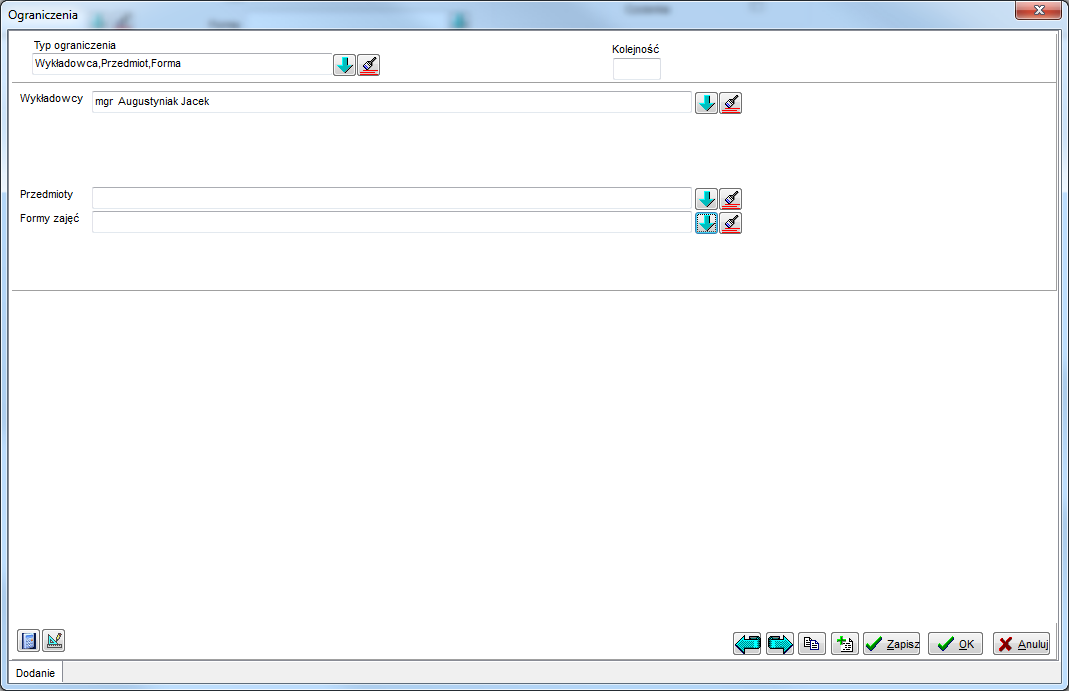 Ograniczenia
Typ ograniczenia
Kolejność
Wykładowca,Przedmiot,Forma
Wykładowcy
mgr  Augustyniak Jacek
Przedmioty
Formy zajęć
Zapisz
OK
Anuluj
Dodanie